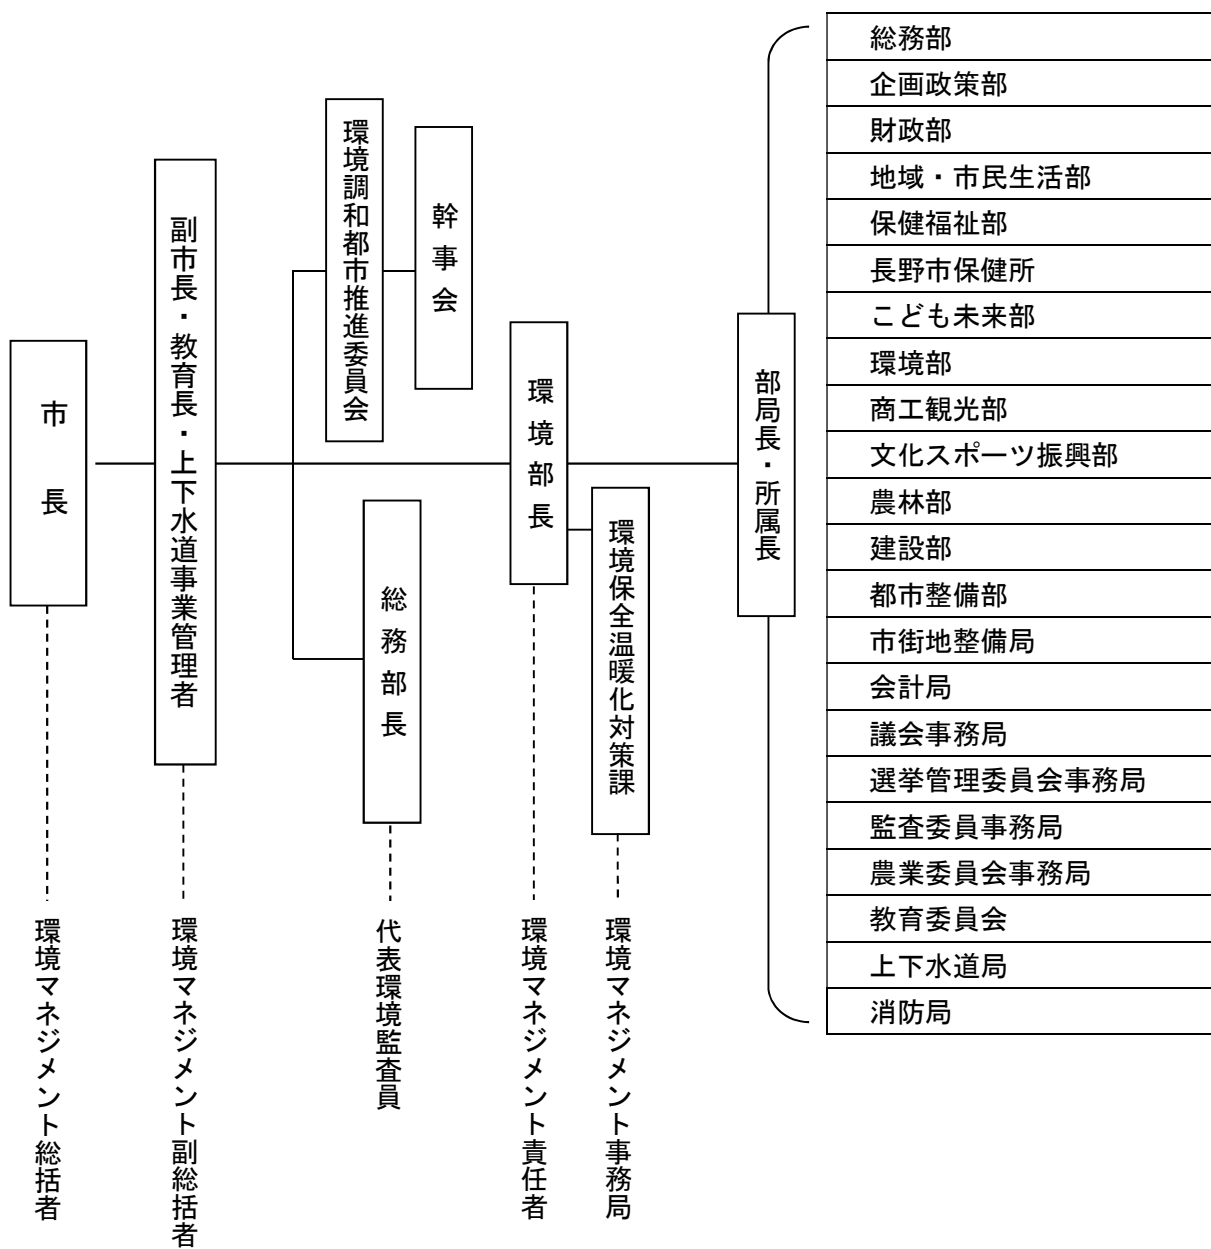 市長
副市長・教育長・上下水道事業管理者
環境調和都市推進委員会
幹事会
総務部長
環境部長
環境保全温暖化対策課
部局長・所属長
総務部
企画政策部
財政部
地域・市民生活部
保健福祉部
長野市保健所
こども未来部
環境部
商工観光部
文化スポーツ振興部
農林部
建設部
都市整備部
市街地整備局
会計局
議会事務局
選挙管理委員会事務局
監査委員事務局
農業委員会事務局
教育委員会
上下水道局
消防局
環境マネジメント総括者
環境マネジメント副総括者
代表環境監査員
環境マネジメント責任者
環境マネジメント事務局